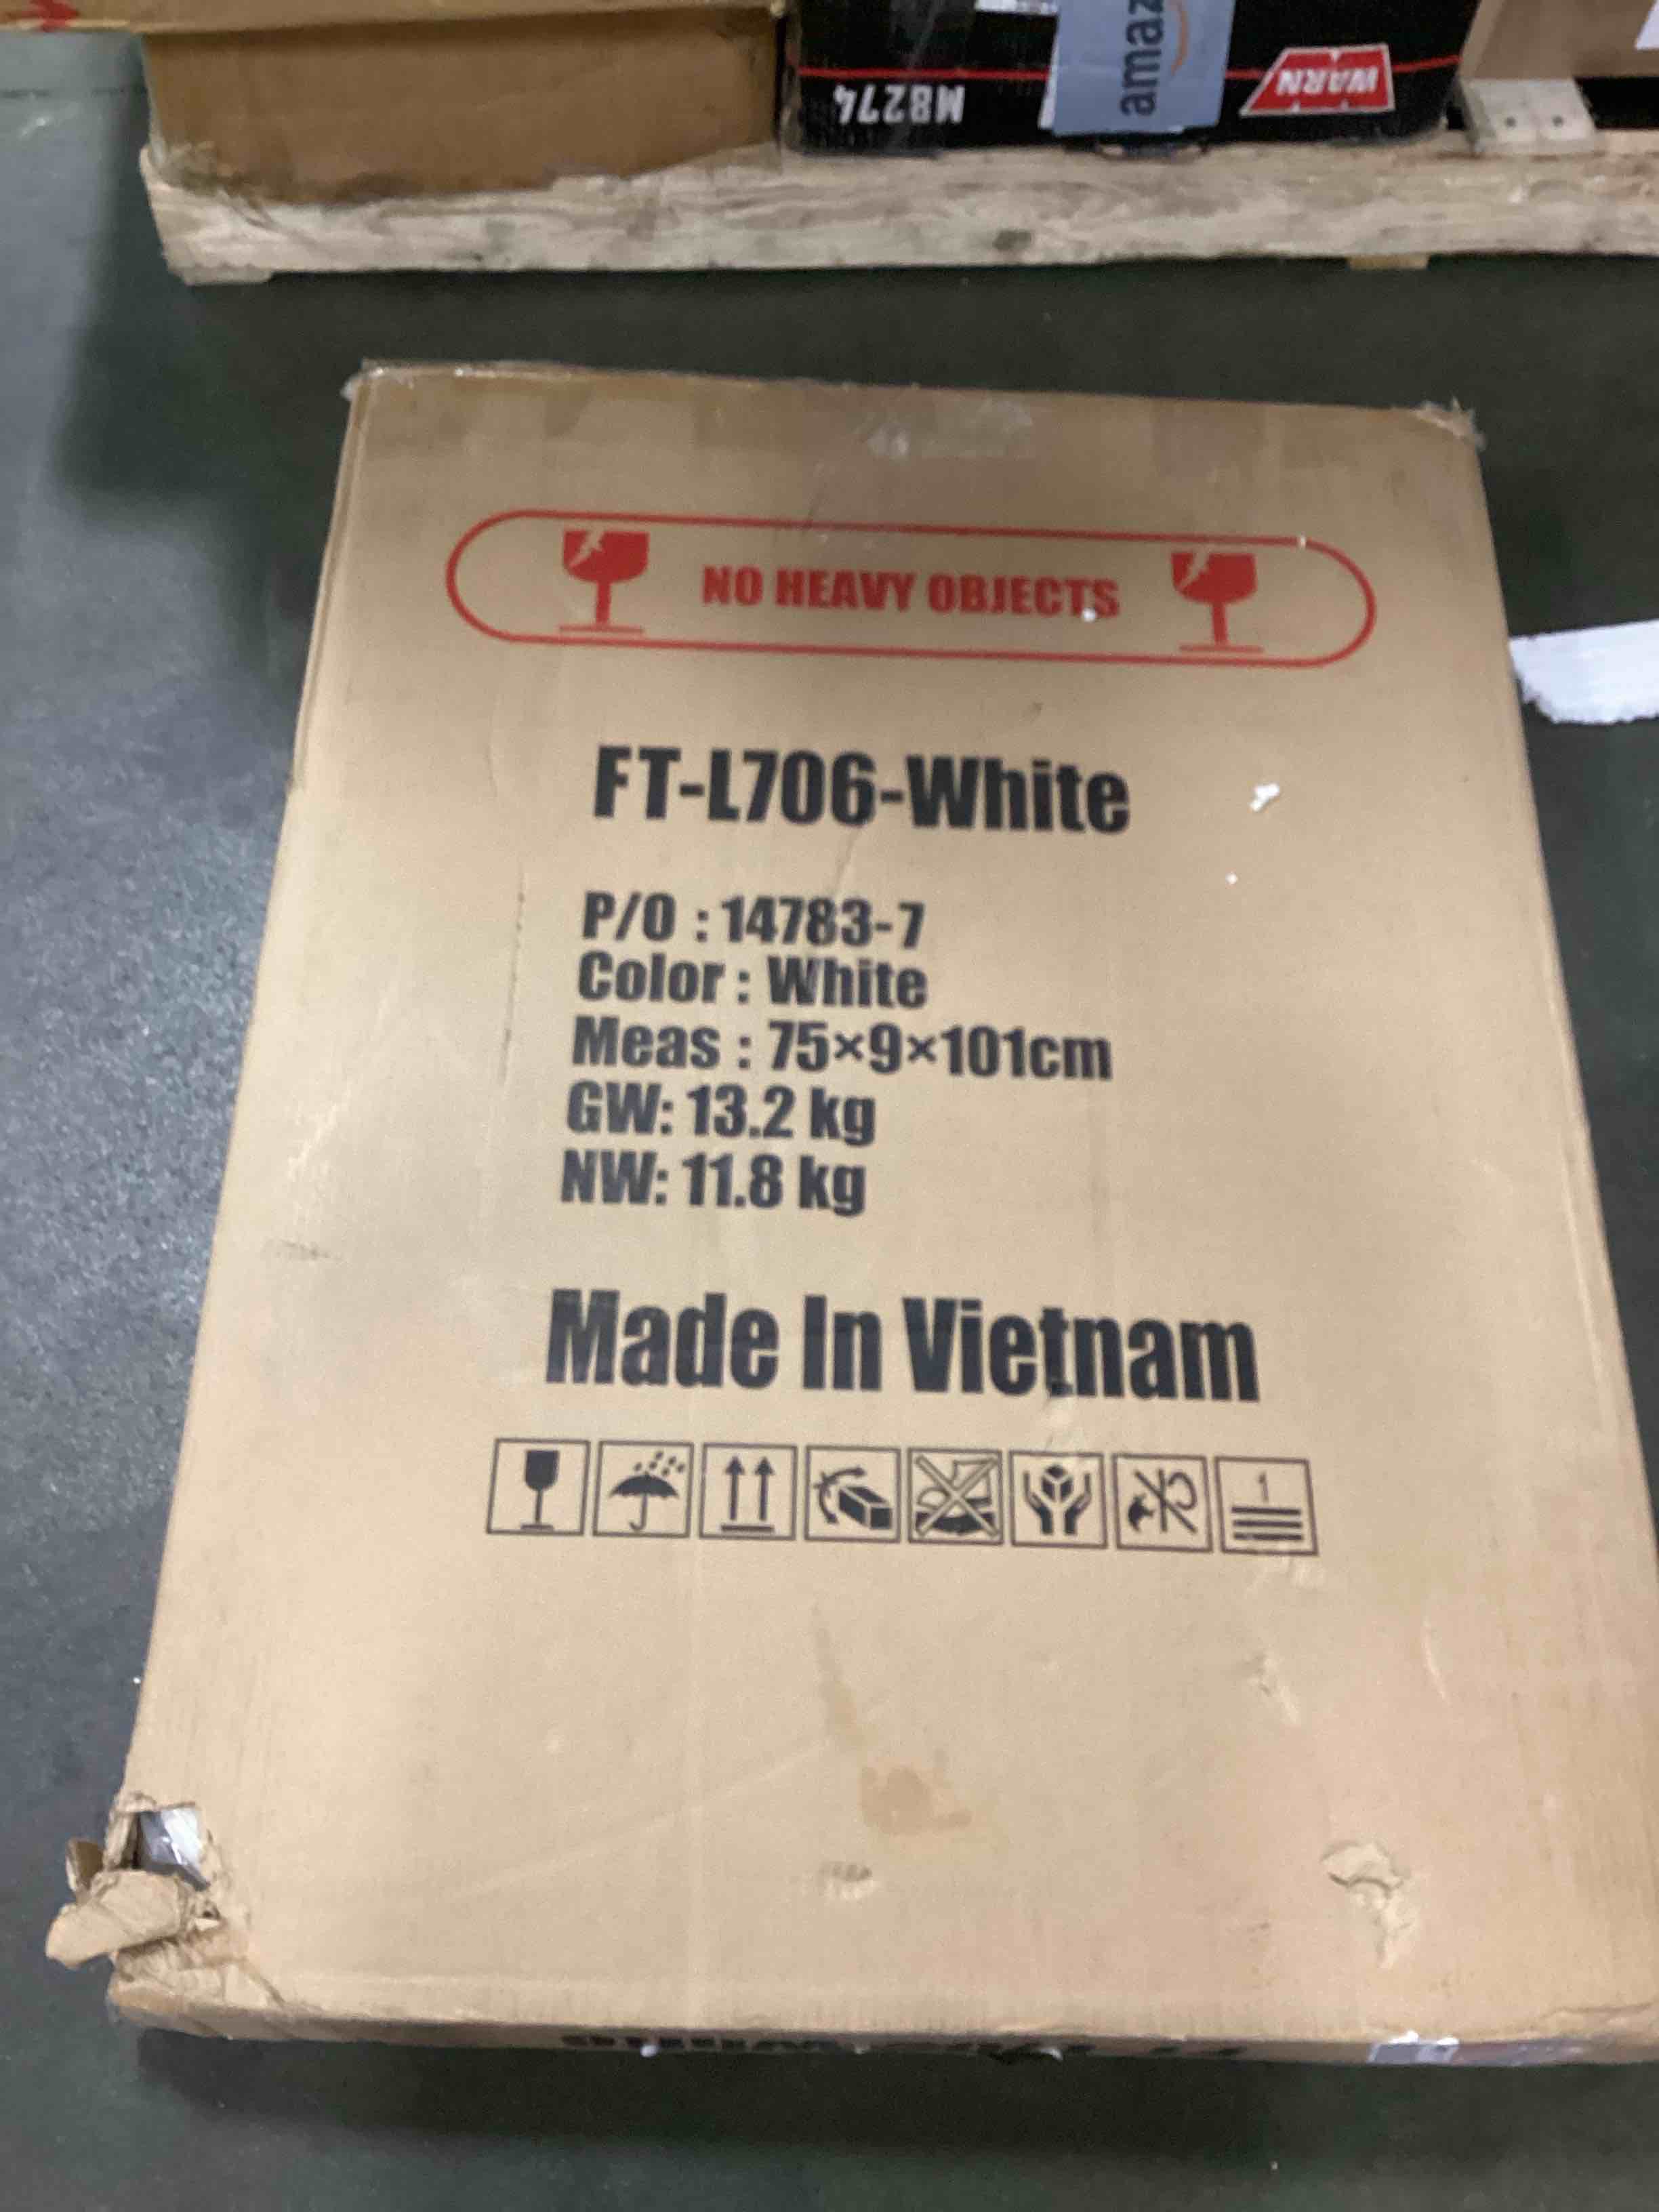 amaz
WARN
M8274
NO HEAVY OBJECTS
FT-L706-White
P/O : 14783-7
Color : White
Meas : 75×9×101cm
GW: 13.2 kg
NW: 11.8 kg
Made In Vietnam
1